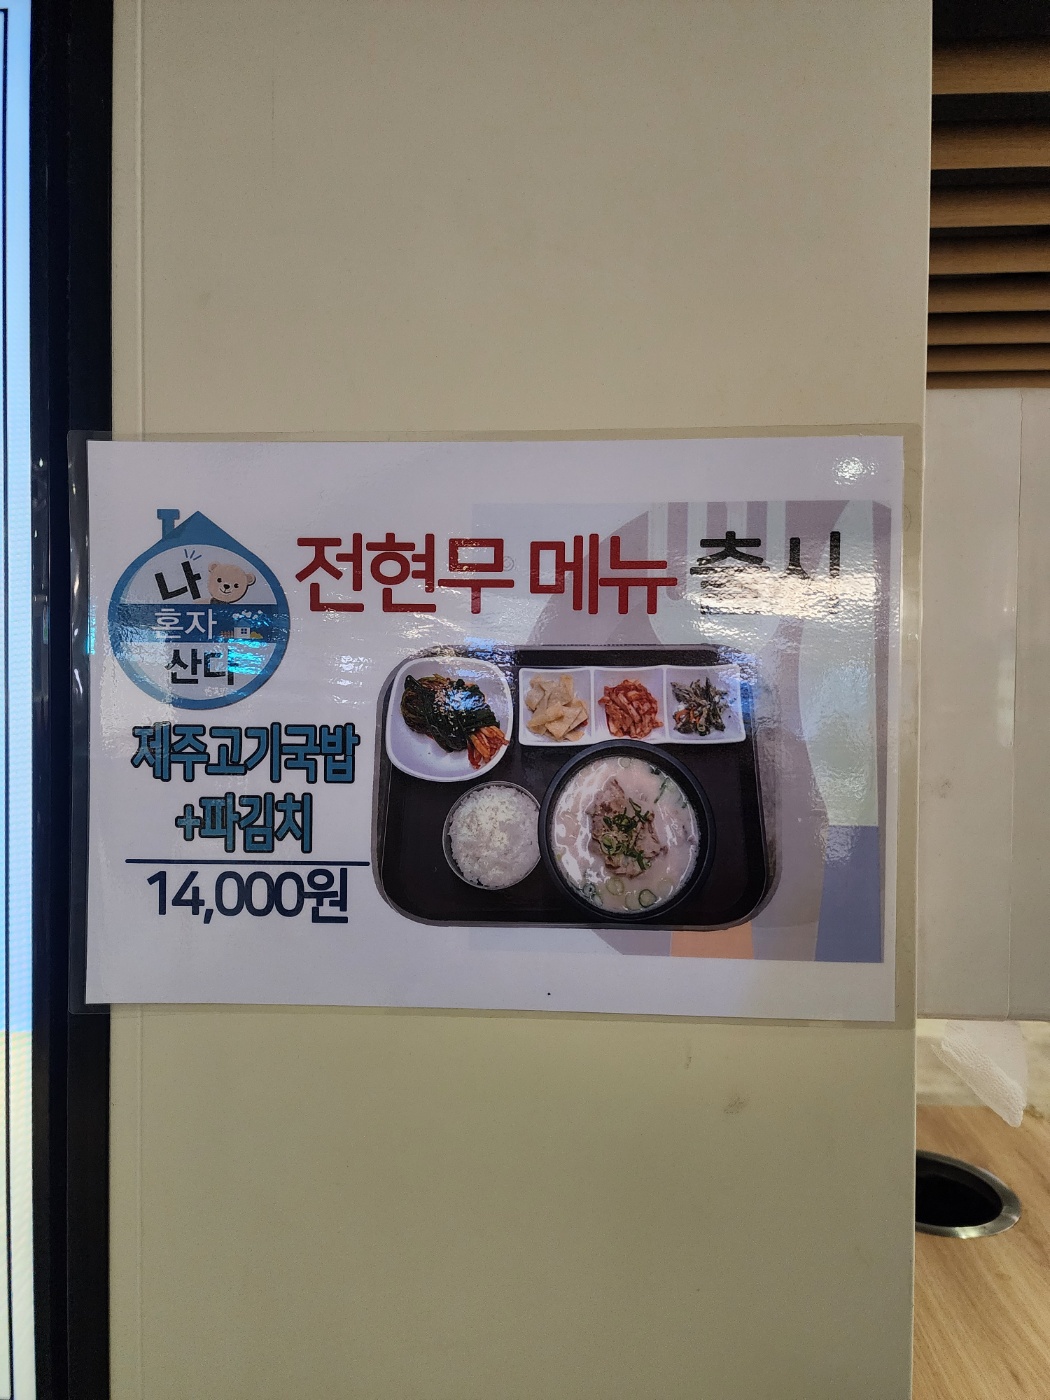 나
혼자
산다
전현무 메뉴 출시
제주고기국밥
+파김치
14,000원